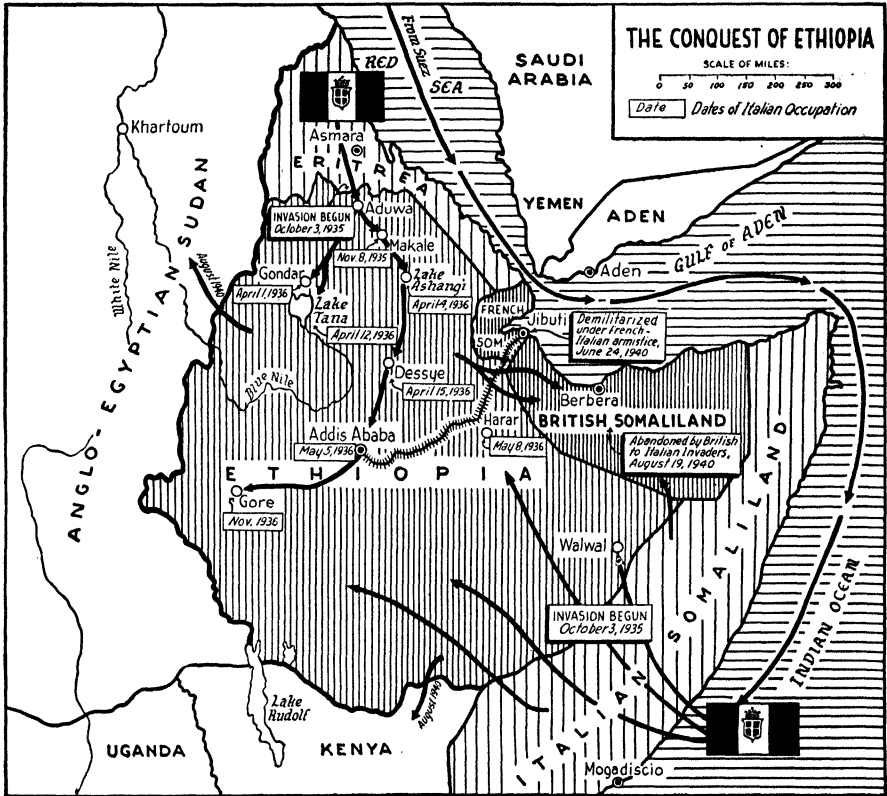 THE CONQUEST OF ETHIOPIA
SCALE OF MILES:
0 50 100 150 200 250 300
Date Dates of Italian Occupation
From Suez
RED
SEA
SAUDI
ARABIA
Khartoum
Asmara
ERITREA
YEMEN
ADEN
Aden
GULF OF ADEN
ANGLO-EGYPTIAN SUDAN
White Nile
August 1940
INVASION BEGUN
October 3, 1935
Aduwa
Makale
Nov. 8, 1935
Gondar
April 1, 1936
Lake
Ashangi
April 4, 1936
Lake
Tana
April 12, 1936
FRENCH
SOM.
Jibuti
Demilitarized
under French-
Italian armistice,
June 24, 1940
Blue Nile
Dessye
April 15, 1936
Berbera
BRITISH SOMALILAND
Abandoned by British
to Italian Invaders,
August 19, 1940
Addis Ababa
May 5, 1936
Harar
May 8, 1936
ETHIOPIA
Gore
Nov. 1936
Walwal
INVASION BEGUN
October 3, 1935
ITALIAN SOMALILAND
INDIAN OCEAN
August 1940
Lake
Rudolf
UGANDA
KENYA
Mogadiscio